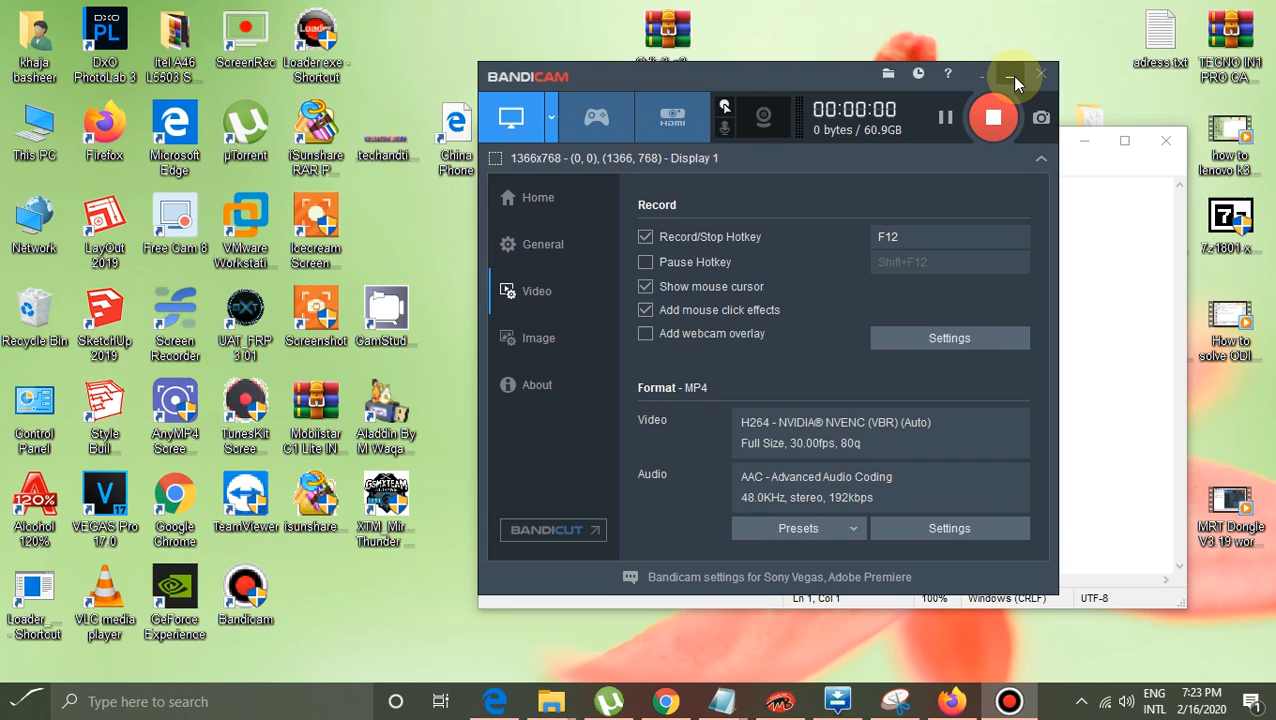 khaja
basheer
DxO
PhotoLab 3
Itel A46
L5503 S...
ScreenRec
Loader.exe -
Shortcut
adress.txt
TECNO IN1
PRO CA...
This PC
Firefox
Microsoft
Edge
µTorrent
iSunshare
RAR P...
techandti...
China
Phone ...
how to
lenovo k3...
Network
LayOut
2019
Free Cam 8
VMware
Workstati...
Icecream
Screen...
7z1801-x...
Recycle Bin
SketchUp
2019
Screen
Recorder
UAT_FRP
3.01
Screenshot
CamStud...
How to
solve ODI...
Control
Panel
Style
Buil...
AnyMP4
Scree...
TunesKit
Scree...
Mobiistar
C1 Lite IN...
Aladdin By
M Waqa...
Alcohol
120%
VEGAS Pro
17.0
Google
Chrome
TeamViewer
isunshare...
XTM_Mir...
Thunder ...
MRT Dongle
V3 19 wor...
Loader_...
- Shortcut
VLC media
player
GeForce
Experience
Bandicam
BANDICAM
HDMI
00:00:00
0 bytes / 60.9GB
1366x768 - (0, 0), (1366, 768) - Display 1
Home
General
Video
Image
About
BANDICUT
Record
Record/Stop Hotkey
F12
Pause Hotkey
Shift+F12
Show mouse cursor
Add mouse click effects
Add webcam overlay
Settings
Format - MP4
Video
H264 - NVIDIA® NVENC (VBR) (Auto)
Full Size, 30.00fps, 80q
Audio
AAC - Advanced Audio Coding
48.0KHz, stereo, 192kbps
Presets
Settings
Bandicam settings for Sony Vegas, Adobe Premiere
Ln 1, Col 1
100%
Windows (CRLF)
UTF-8
Type here to search
ENG
INTL
7:23 PM
2/16/2020
1